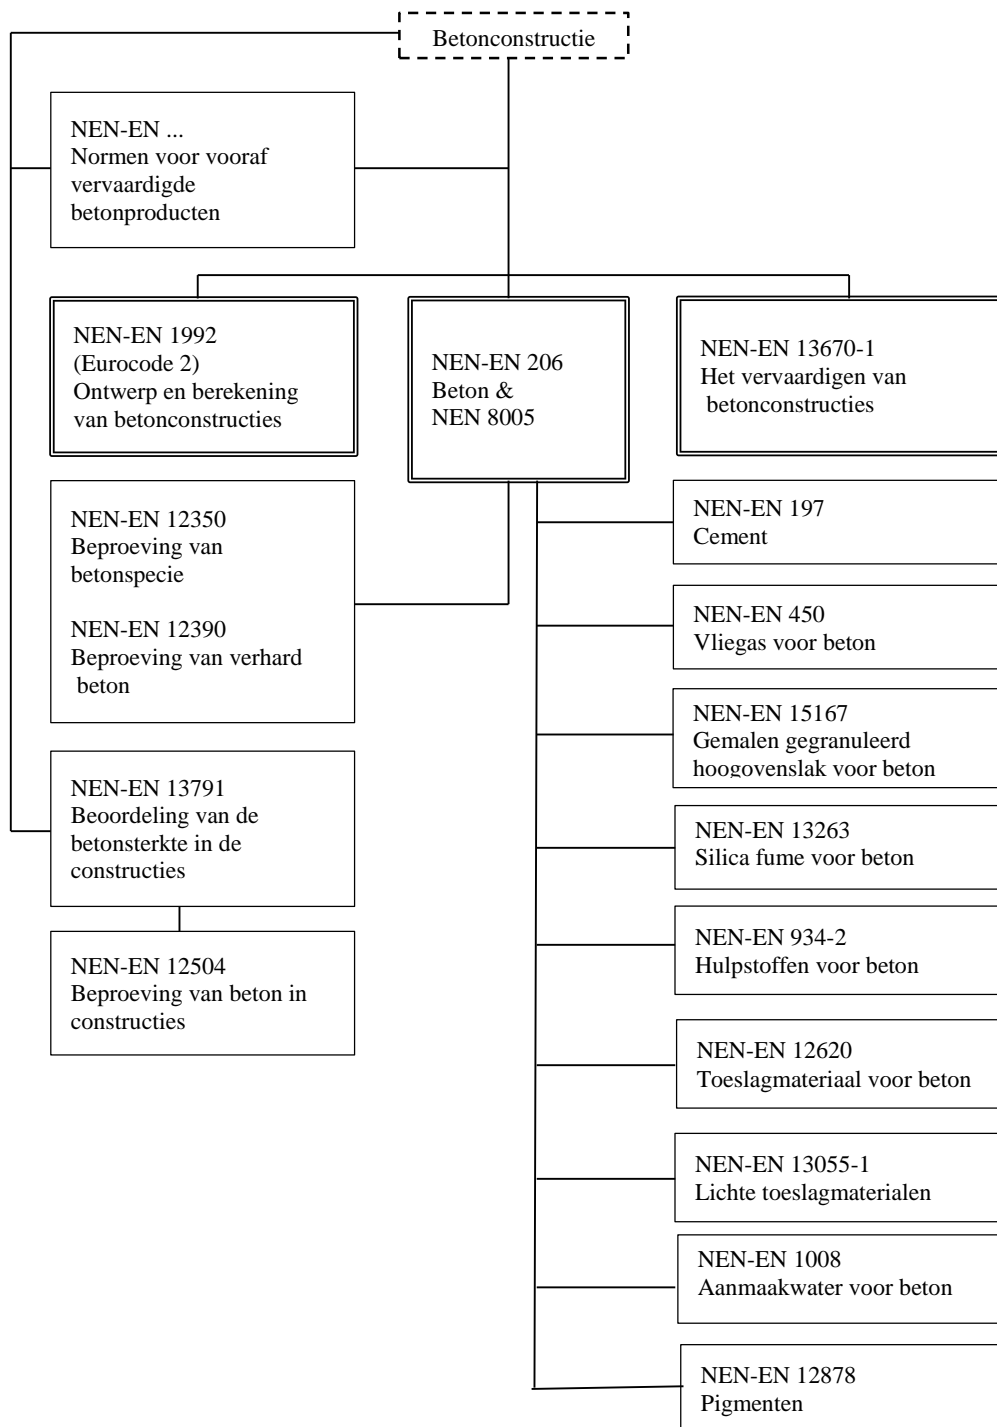 Betonconstructie
NEN-EN ...
Normen voor vooraf
vervaardigde
betonproducten
NEN-EN 1992
(Eurocode 2)
Ontwerp en berekening
van betonconstructies
NEN-EN 206
Beton &
NEN 8005
NEN-EN 13670-1
Het vervaardigen van
betonconstructies
NEN-EN 12350
Beproeving van
betonspecie
NEN-EN 12390
Beproeving van verhard
beton
NEN-EN 13791
Beoordeling van de
betonsterkte in de
constructies
NEN-EN 12504
Beproeving van beton in
constructies
NEN-EN 197
Cement
NEN-EN 450
Vliegas voor beton
NEN-EN 15167
Gemalen gegranuleerd
hoogovenslak voor beton
NEN-EN 13263
Silica fume voor beton
NEN-EN 934-2
Hulpstoffen voor beton
NEN-EN 12620
Toeslagmateriaal voor beton
NEN-EN 13055-1
Lichte toeslagmaterialen
NEN-EN 1008
Aanmaakwater voor beton
NEN-EN 12878
Pigmenten